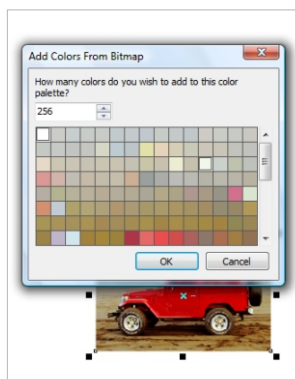 Add Colors From Bitmap
How many colors do you wish to add to this color
palette?
256
OK
Cancel